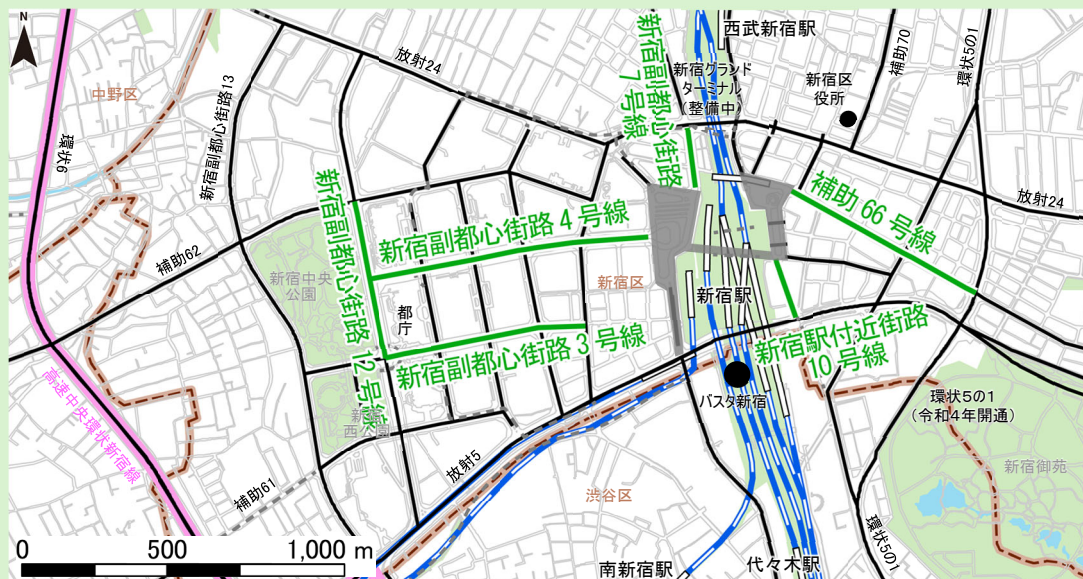 N
西武新宿駅
放射24
補助70
環状5の1
新宿副都心街路
7号線
新宿グランド
ターミナル
(整備中)
新宿区
役所
中野区
環状6
新宿副都心街路13
新宿副都心街路 12号線
新宿副都心街路 4 号線
補助 66 号線
放射24
補助62
新宿中央
公園
新宿区
都
庁
新宿駅
新宿副都心街路 3 号線
新宿駅付近街路
10 号線
バスタ新宿
環状5の1
(令和4年開通)
高速中央環状新宿線
西公園
放射5
新宿御苑
補助61
渋谷区
環状5の1
0 500 1,000 m
南新宿駅
代々木駅